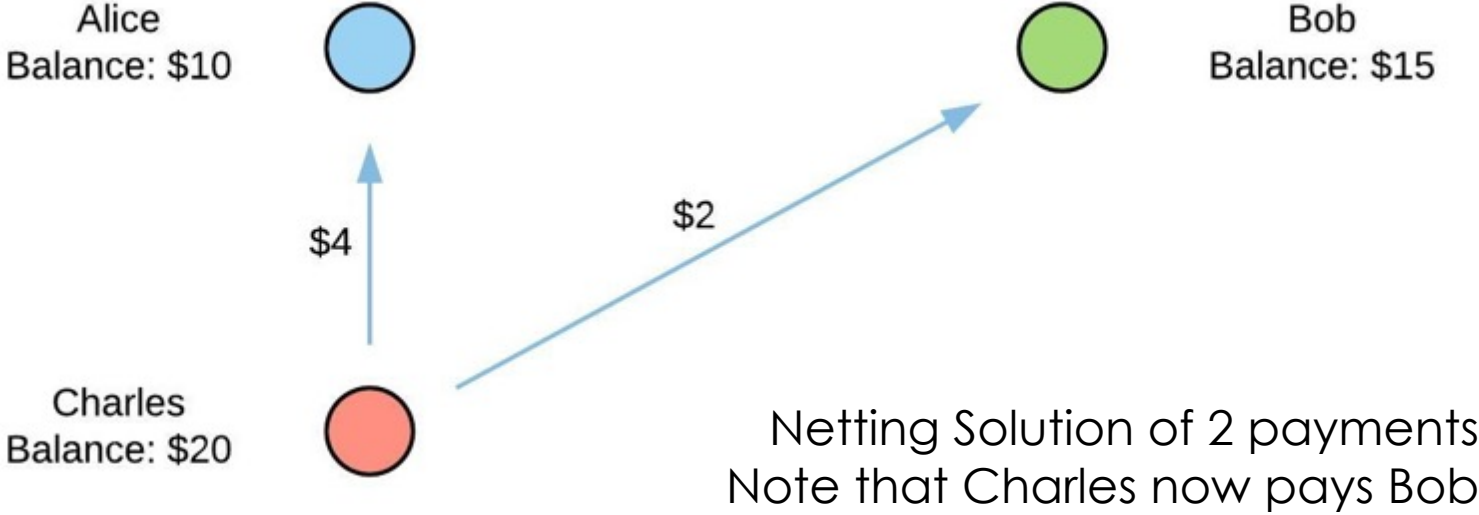 Alice
Balance: $10
Bob
Balance: $15
$4
$2
Charles
Balance: $20
Netting Solution of 2 payments
Note that Charles now pays Bob